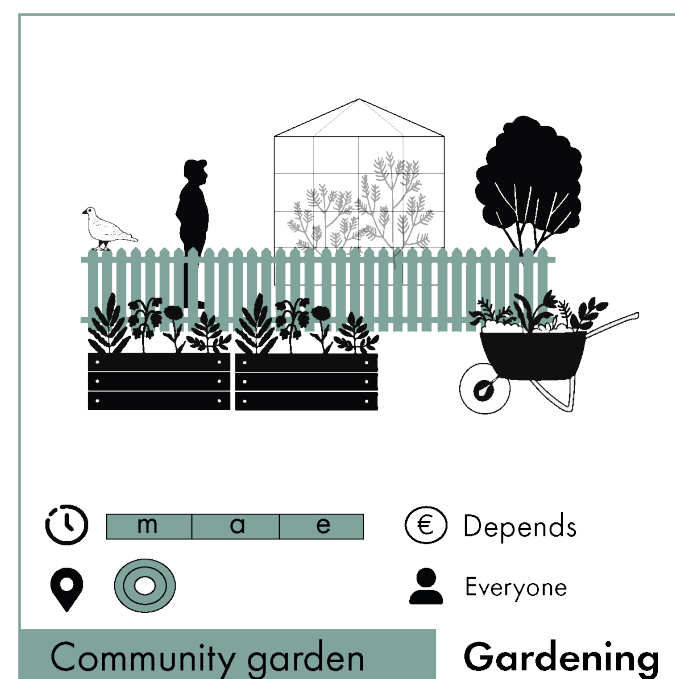 m a e
€ Depends
Everyone
Community garden
Gardening